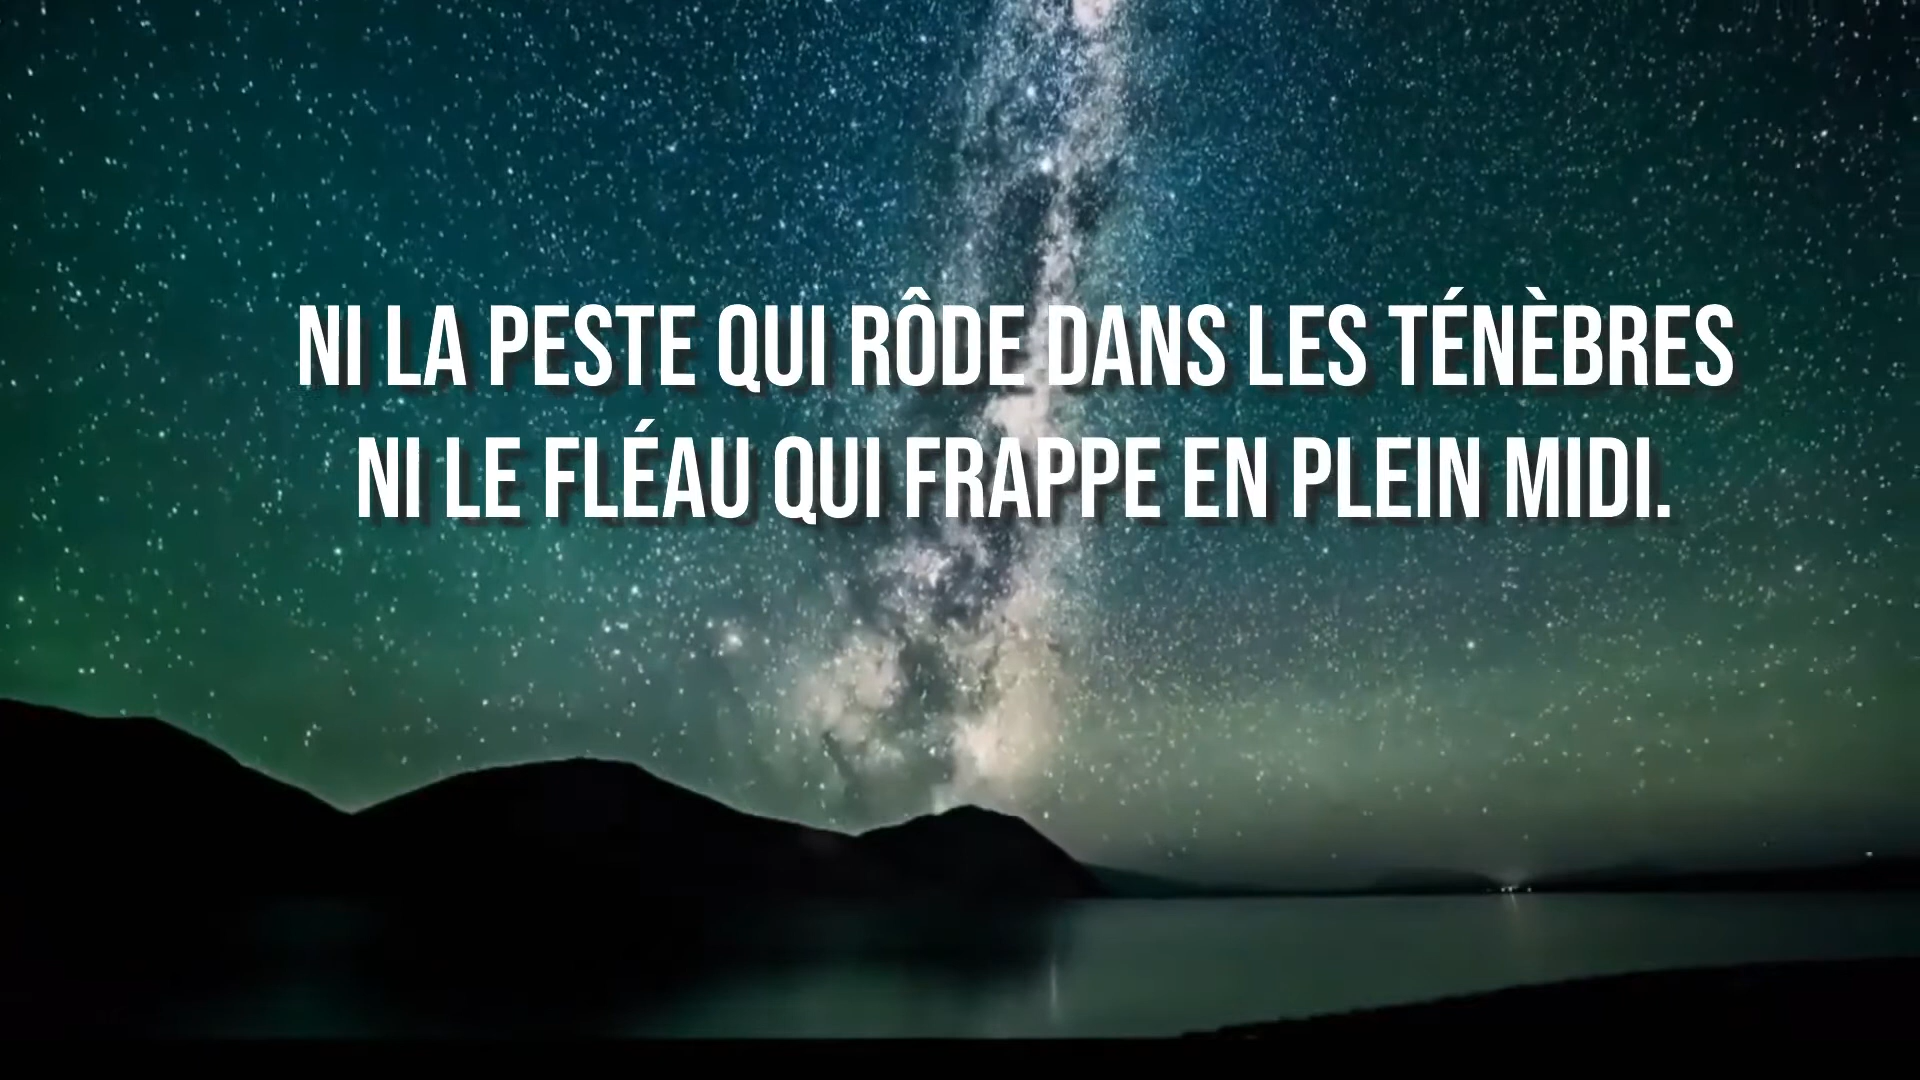 NI LA PESTE QUI RÔDE DANS LES TÉNÈBRES
NI LE FLÉAU QUI FRAPPE EN PLEIN MIDI.